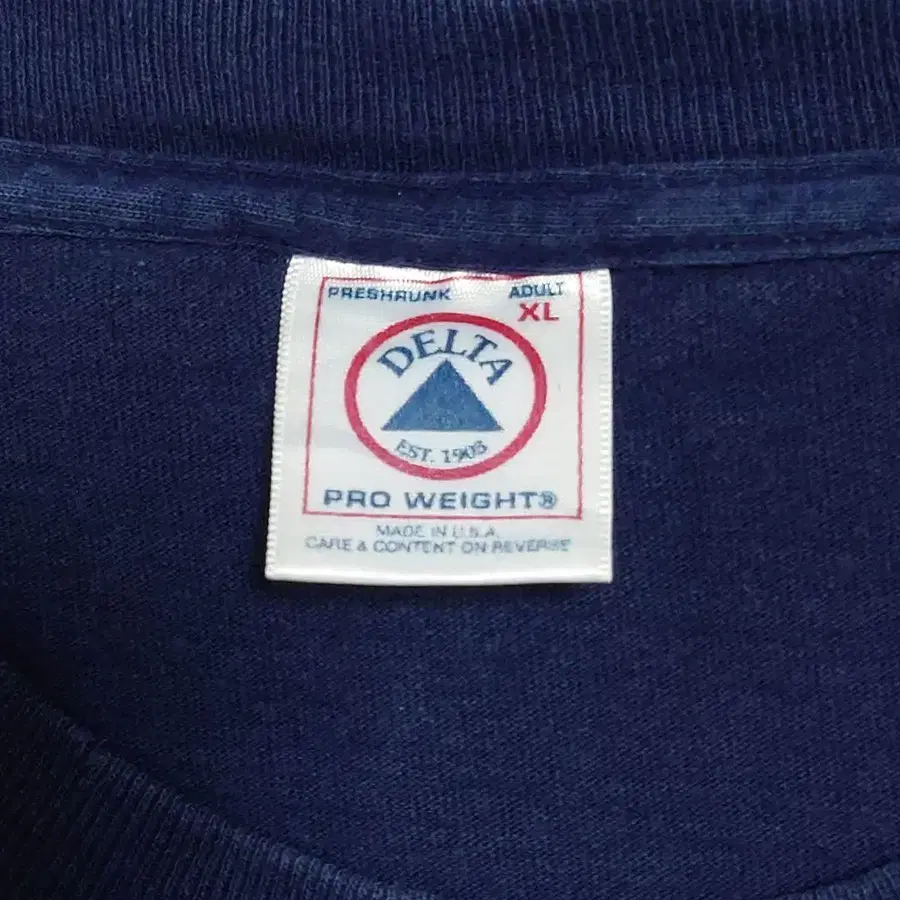 PRESHRUNK ADULT
XL
DELTA
EST. 1903
PRO WEIGHT®
MADE IN U.S.A.
CARE & CONTENT ON REVERSE